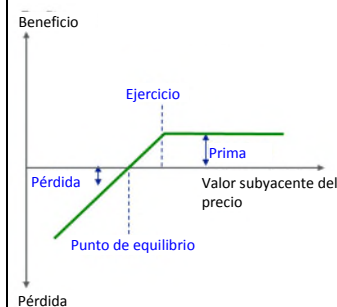 Beneficio
Ejercicio
Prima
Pérdida
Valor subyacente del
precio
Punto de equilibrio
Pérdida